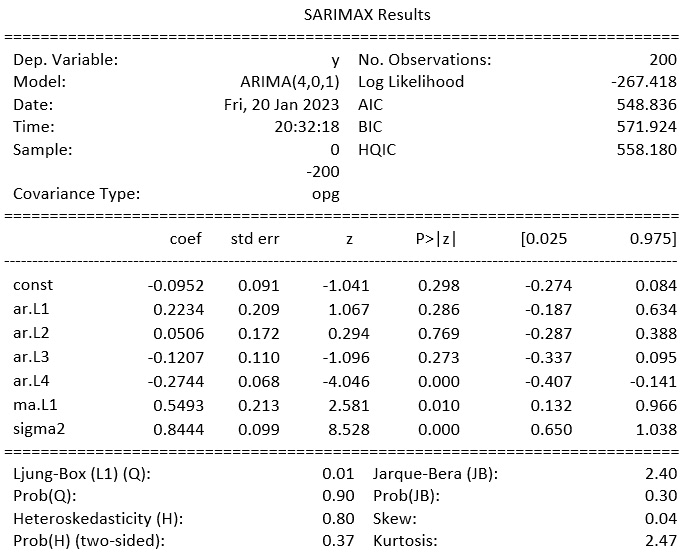 SARIMAX Results
==============================================================================
Dep. Variable: y No. Observations: 200
Model: ARIMA(4,0,1) Log Likelihood -267.418
Date: Fri, 20 Jan 2023 AIC 548.836
Time: 20:32:18 BIC 571.924
Sample: 0 HQIC 558.180
-200
Covariance Type: opg
==============================================================================
coef std err z P>|z| [0.025 0.975]
------------------------------------------------------------------------------
const -0.0952 0.091 -1.041 0.298 -0.274 0.084
ar.L1 0.2234 0.209 1.067 0.286 -0.187 0.634
ar.L2 0.0506 0.172 0.294 0.769 -0.287 0.388
ar.L3 -0.1207 0.110 -1.096 0.273 -0.337 0.095
ar.L4 -0.2744 0.068 -4.046 0.000 -0.407 -0.141
ma.L1 0.5493 0.213 2.581 0.010 0.132 0.966
sigma2 0.8444 0.099 8.528 0.000 0.650 1.038
==============================================================================
Ljung-Box (L1) (Q): 0.01 Jarque-Bera (JB): 2.40
Prob(Q): 0.90 Prob(JB): 0.30
Heteroskedasticity (H): 0.80 Skew: 0.04
Prob(H) (two-sided): 0.37 Kurtosis: 2.47